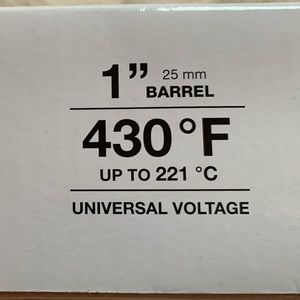 1” 25 mm
BARREL
430°F
UP TO 221 °C
UNIVERSAL VOLTAGE